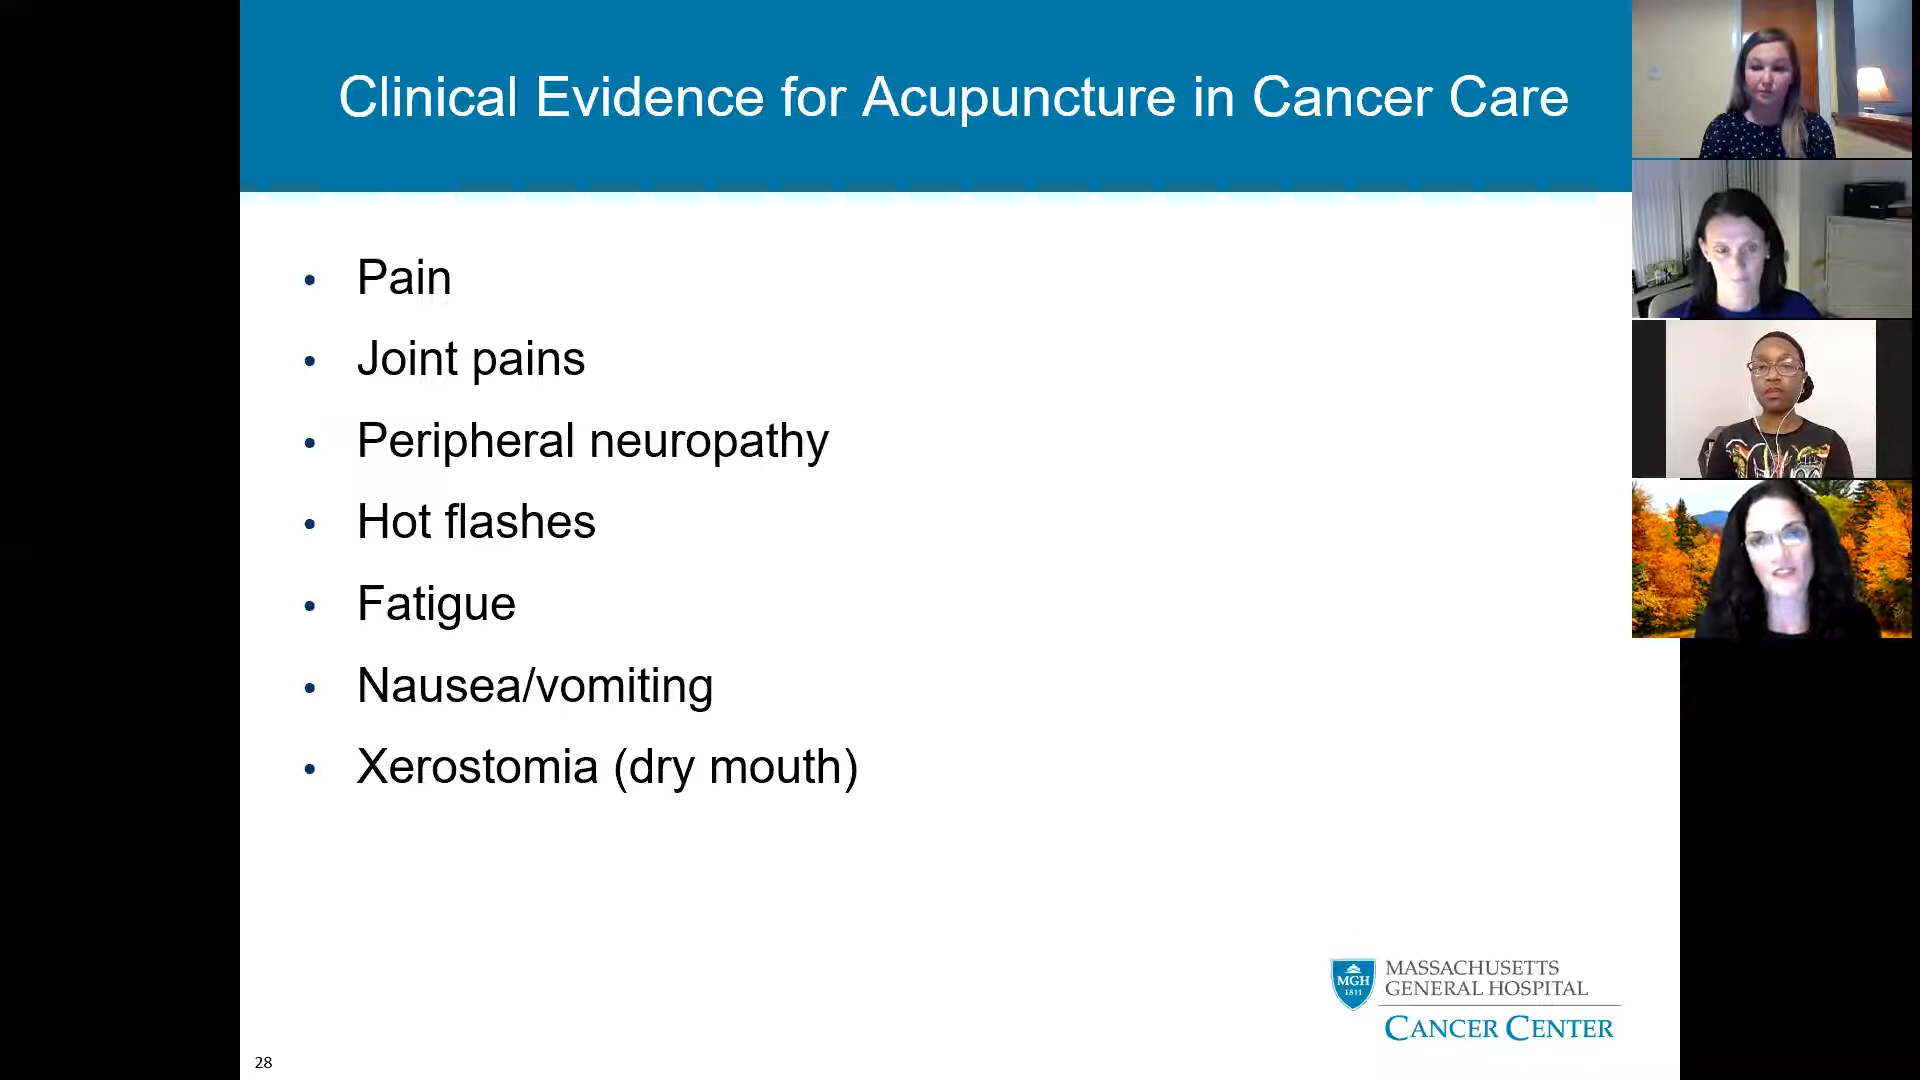 Clinical Evidence for Acupuncture in Cancer Care
• Pain
• Joint pains
• Peripheral neuropathy
• Hot flashes
• Fatigue
• Nausea/vomiting
• Xerostomia (dry mouth)
MGH
1811
MASSACHUSETTS
GENERAL HOSPITAL
CANCER CENTER
28